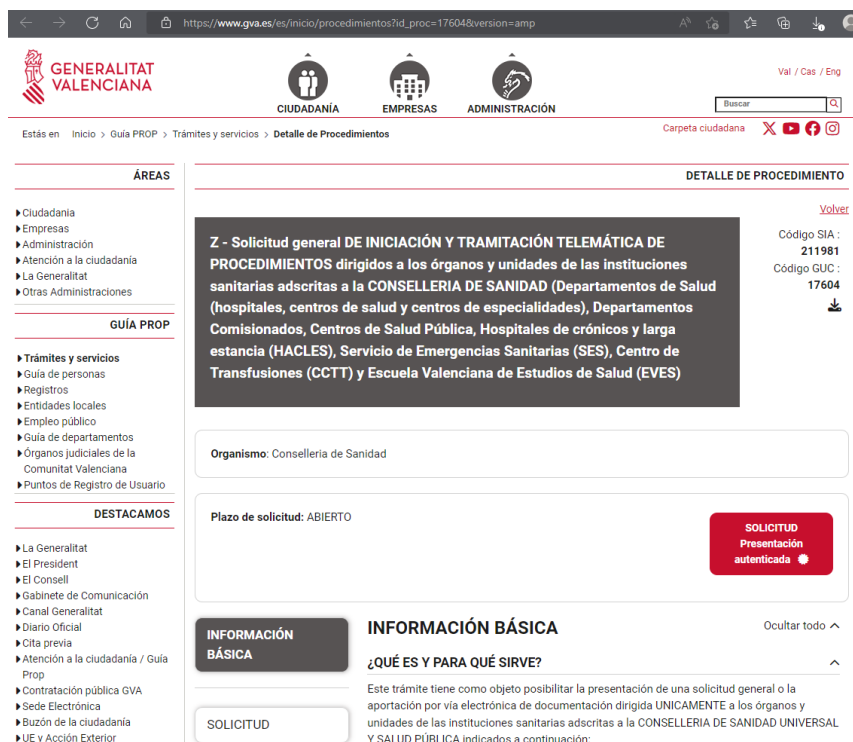 https://www.gva.es/es/inicio/procedimientos?id_proc=17604&version=amp
GENERALITAT
VALENCIANA
CIUDADANÍA
EMPRESAS
ADMINISTRACIÓN
Val / Cas / Eng
Buscar
Estás en Inicio > Guía PROP > Trámites y servicios > Detalle de Procedimientos
Carpeta ciudadana
ÁREAS
Ciudadania
Empresas
Administración
Atención a la ciudadanía
La Generalitat
Otras Administraciones
GUÍA PROP
Trámites y servicios
Guía de personas
Registros
Entidades locales
Empleo público
Guía de departamentos
Órganos judiciales de la
Comunitat Valenciana
Puntos de Registro de Usuario
DESTACAMOS
La Generalitat
El President
El Consell
Gabinete de Comunicación
Canal Generalitat
Diario Oficial
Cita previa
Atención a la ciudadanía / Guía
Prop
Contratación pública GVA
Sede Electrónica
Buzón de la ciudadanía
UE y Acción Exterior
DETALLE DE PROCEDIMIENTO
Volver
Código SIA :
211981
Código GUC :
17604
Z - Solicitud general DE INICIACIÓN Y TRAMITACIÓN TELEMÁTICA DE
PROCEDIMIENTOS dirigidos a los órganos y unidades de las instituciones
sanitarias adscritas a la CONSELLERIA DE SANIDAD (Departamentos de Salud
(hospitales, centros de salud y centros de especialidades), Departamentos
Comisionados, Centros de Salud Pública, Hospitales de crónicos y larga
estancia (HACLES), Servicio de Emergencias Sanitarias (SES), Centro de
Transfusiones (CCTT) y Escuela Valenciana de Estudios de Salud (EVES)
Organismo: Conselleria de Sanidad
Plazo de solicitud: ABIERTO
SOLICITUD
Presentación
autenticada
INFORMACIÓN
BÁSICA
SOLICITUD
INFORMACIÓN BÁSICA
Ocultar todo
¿QUÉ ES Y PARA QUÉ SIRVE?
Este trámite tiene como objeto posibilitar la presentación de una solicitud general o la
aportación por vía electrónica de documentación dirigida UNICAMENTE a los órganos y
unidades de las instituciones sanitarias adscritas a la CONSELLERIA DE SANIDAD UNIVERSAL
Y SALUD PÚBLICA indicados a continuación: